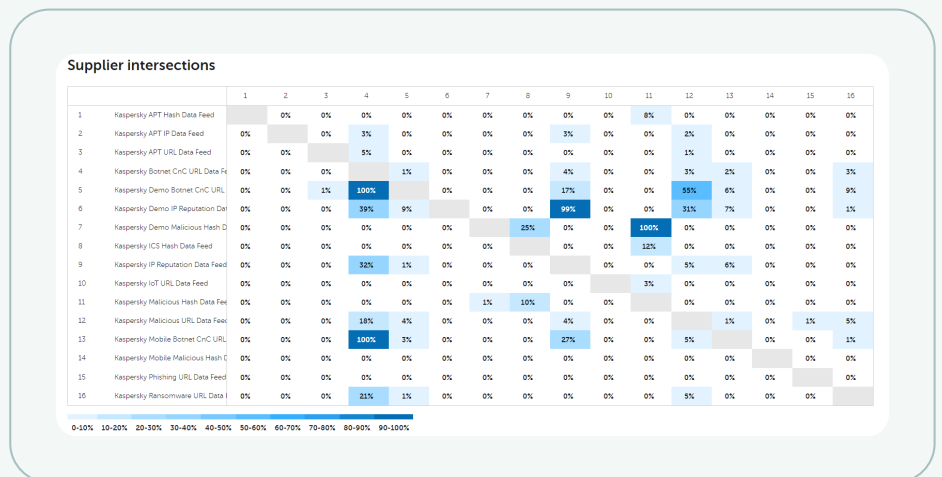 Supplier intersections
1 2 3 4 5 6 7 8 9 10 11 12 13 14 15 16
1 Kaspersky APT Hash Data Feed 0% 0% 0% 0% 0% 0% 0% 0% 0% 8% 0% 0% 0% 0% 0%
2 Kaspersky APT IP Data Feed 0% 0% 3% 0% 0% 0% 0% 3% 0% 0% 2% 0% 0% 0% 0%
3 Kaspersky APT URL Data Feed 0% 0% 5% 0% 0% 0% 0% 0% 0% 0% 1% 0% 0% 0% 0%
4 Kaspersky Botnet CnC URL Data Fe 0% 0% 0% 1% 0% 0% 0% 4% 0% 0% 3% 2% 0% 0% 3%
5 Kaspersky Demo Botnet CnC URL 0% 0% 1% 100% 0% 0% 0% 17% 0% 0% 55% 6% 0% 0% 9%
6 Kaspersky Demo IP Reputation Dat 0% 0% 0% 39% 9% 0% 0% 99% 0% 0% 31% 7% 0% 0% 1%
7 Kaspersky Demo Malicious Hash D 0% 0% 0% 0% 0% 0% 25% 0% 0% 100% 0% 0% 0% 0% 0%
8 Kaspersky ICS Hash Data Feed 0% 0% 0% 0% 0% 0% 0% 0% 0% 12% 0% 0% 0% 0% 0%
9 Kaspersky IP Reputation Data Feed 0% 0% 0% 32% 1% 0% 0% 0% 0% 0% 5% 6% 0% 0% 0%
10 Kaspersky IoT URL Data Feed 0% 0% 0% 0% 0% 0% 0% 0% 0% 3% 0% 0% 0% 0% 0%
11 Kaspersky Malicious Hash Data Fee 0% 0% 0% 0% 0% 0% 1% 10% 0% 0% 0% 0% 0% 0% 0%
12 Kaspersky Malicious URL Data Feed 0% 0% 0% 18% 4% 0% 0% 0% 4% 0% 0% 1% 0% 1% 5%
13 Kaspersky Mobile Botnet CnC URL 0% 0% 0% 100% 3% 0% 0% 0% 27% 0% 0% 5% 0% 0% 1%
14 Kaspersky Mobile Malicious Hash D 0% 0% 0% 0% 0% 0% 0% 0% 0% 0% 0% 0% 0% 0% 0%
15 Kaspersky Phishing URL Data Feed 0% 0% 0% 0% 0% 0% 0% 0% 0% 0% 0% 0% 0% 0% 0%
16 Kaspersky Ransomware URL Data 0% 0% 0% 21% 1% 0% 0% 0% 0% 0% 0% 5% 0% 0% 0%
0-10% 10-20% 20-30% 30-40% 40-50% 50-60% 60-70% 70-80% 80-90% 90-100%